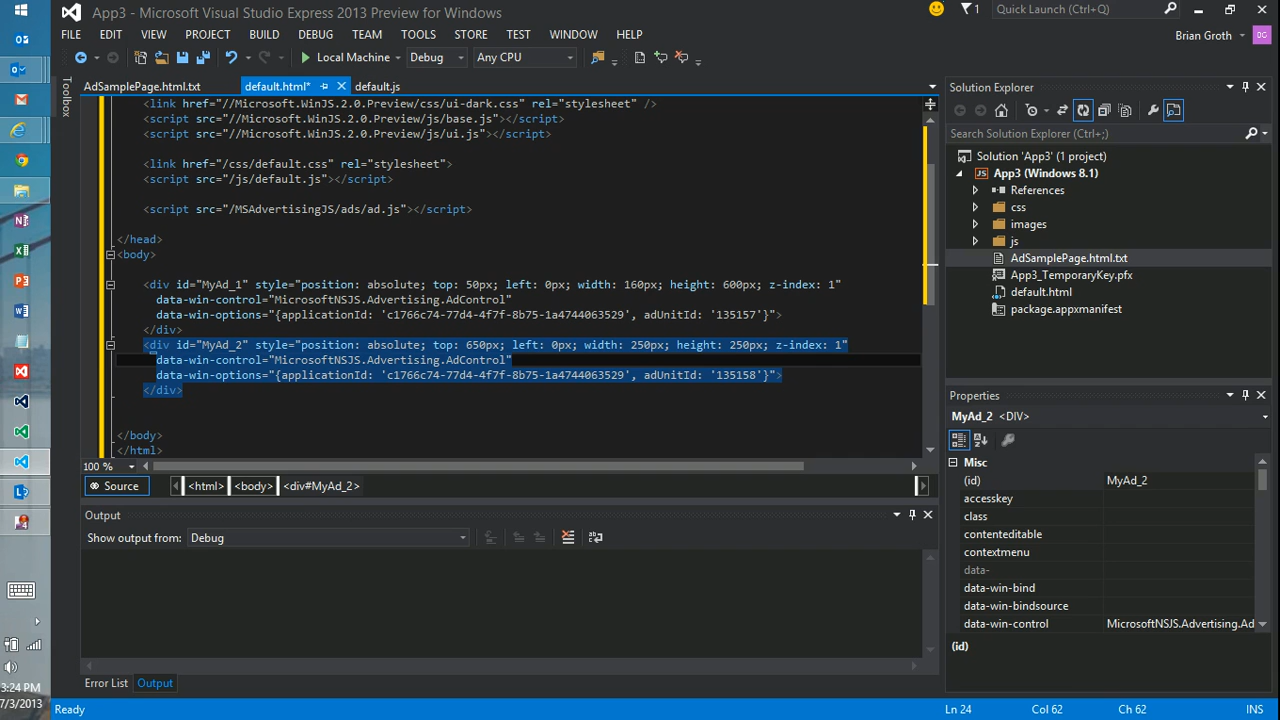 App3 - Microsoft Visual Studio Express 2013 Preview for Windows
1
Quick Launch (Ctrl+Q)
FILE EDIT VIEW PROJECT BUILD DEBUG TEAM TOOLS STORE TEST WINDOW HELP
Brian Groth
DC
Local Machine Debug Any CPU
Toolbox
AdSamplePage.html.txt default.html* default.js
<link href="//Microsoft.WinJS.2.0.Preview/css/ui-dark.css" rel="stylesheet" />
<script src="//Microsoft.WinJS.2.0.Preview/js/base.js"></script>
<script src="//Microsoft.WinJS.2.0.Preview/js/ui.js"></script>
<link href="/css/default.css" rel="stylesheet">
<script src="/js/default.js"></script>
<script src="/MSAdvertisingJS/ads/ad.js"></script>
</head>
<body>
<div id="MyAd_1" style="position: absolute; top: 50px; left: 0px; width: 160px; height: 600px; z-index: 1"
data-win-control="MicrosoftNSJS.Advertising.AdControl"
data-win-options="{applicationId: 'c1766c74-77d4-4f7f-8b75-1a4744063529', adUnitId: '135157'}">
</div>
<div id="MyAd_2" style="position: absolute; top: 650px; left: 0px; width: 250px; height: 250px; z-index: 1"
data-win-control="MicrosoftNSJS.Advertising.AdControl"
data-win-options="{applicationId: 'c1766c74-77d4-4f7f-8b75-1a4744063529', adUnitId: '135158'}">
</div>
</body>
</html>
100 %
Source <html> <body> <div#MyAd_2>
Output
Show output from: Debug
Error List Output
Solution Explorer
Search Solution Explorer (Ctrl+;)
Solution 'App3' (1 project)
App3 (Windows 8.1)
References
css
images
js
AdSamplePage.html.txt
App3_TemporaryKey.pfx
default.html
package.appxmanifest
Properties
MyAd_2 <DIV>
Misc
(id) MyAd_2
accesskey
class
contenteditable
contextmenu
data-
data-win-bind
data-win-bindsource
data-win-control MicrosoftNSJS.Advertising.Ad
(id)
3:24 PM
7/3/2013
Ready Ln 24 Col 62 Ch 62 INS